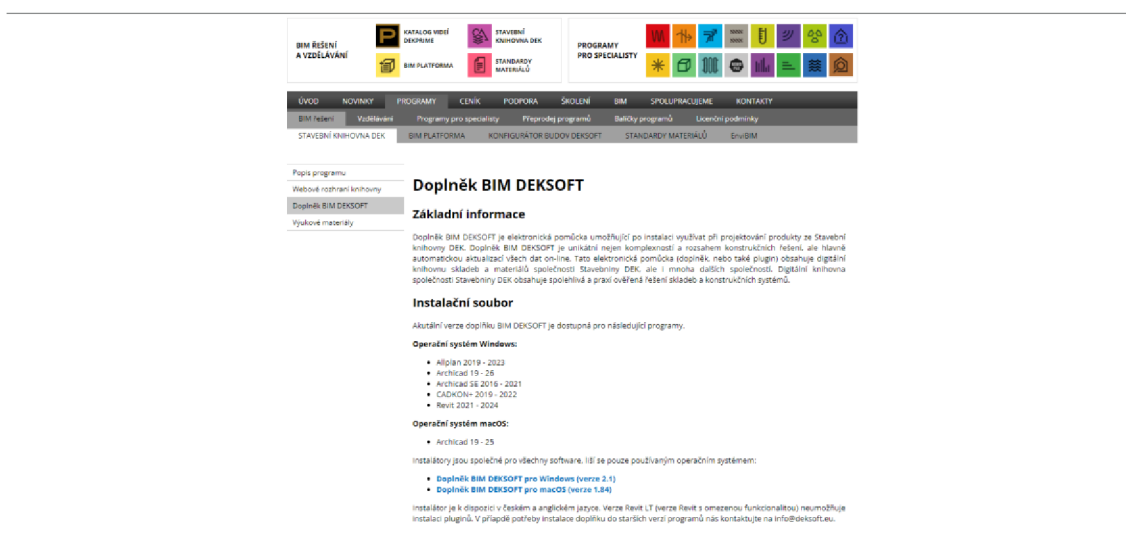 BIM ŘEŠENÍ
A VZDĚLÁVÁNÍ
KATALOG VIDEÍ
DEKPRIME
BIM PLATFORMA
STAVEBNÍ
KNIHOVNA DEK
STANDARDY
MATERIÁLŮ
PROGRAMY
PRO SPECIALISTY
ÚVOD NOVINKY PROGRAMY CENÍK PODPORA ŠKOLENÍ BIM SPOLUPRACUJEME KONTAKTY
BIM řešení Vzdělávání Programy pro specialisty Přeprodej programů Balíčky programů Licenční podmínky
STAVEBNÍ KNIHOVNA DEK BIM PLATFORMA KONFIGURÁTOR BUDOV DEKSOFT STANDARDY MATERIÁLŮ EnviBIM
Popis programu
Webové rozhraní knihovny
Doplněk BIM DEKSOFT
Výukové materiály
Doplněk BIM DEKSOFT
Základní informace
Doplněk BIM DEKSOFT je elektronická pomůcka umožňující po instalaci využívat při projektování produkty ze Stavební
knihovny DEK. Doplněk BIM DEKSOFT je unikátní nejen komplexností a rozsahem konstrukčních řešení, ale hlavně
automatickou aktualizací všech dat on-line. Tato elektronická pomůcka (doplněk, nebo také plugin) obsahuje digitální
knihovnu skladeb a materiálů společnosti Stavebniny DEK, ale i mnoha dalších společností. Digitální knihovna
společnosti Stavebniny DEK obsahuje spolehlivá a praxí ověřená řešení skladeb a konstrukčních systémů.
Instalační soubor
Akutální verze doplňku BIM DEKSOFT je dostupná pro následující programy.
Operační systém Windows:
• Allplan 2019 - 2023
• Archicad 19 - 26
• Archicad SE 2016 - 2021
• CADKON+ 2019 - 2022
• Revit 2021 - 2024
Operační systém macOS:
• Archicad 19 - 25
Instalátory jsou společné pro všechny software, liší se pouze používaným operačním systémem:
• Doplněk BIM DEKSOFT pro Windows (verze 2.1)
• Doplněk BIM DEKSOFT pro macOS (verze 1.84)
Instalátor je k dispozici v českém a anglickém jazyce. Verze Revit LT (verze Revit s omezenou funkcionalitou) neumožňuje
instalaci pluginů. V přiapdě potřeby instalace doplňku do starších verzí programů nás kontaktujte na info@deksoft.eu.